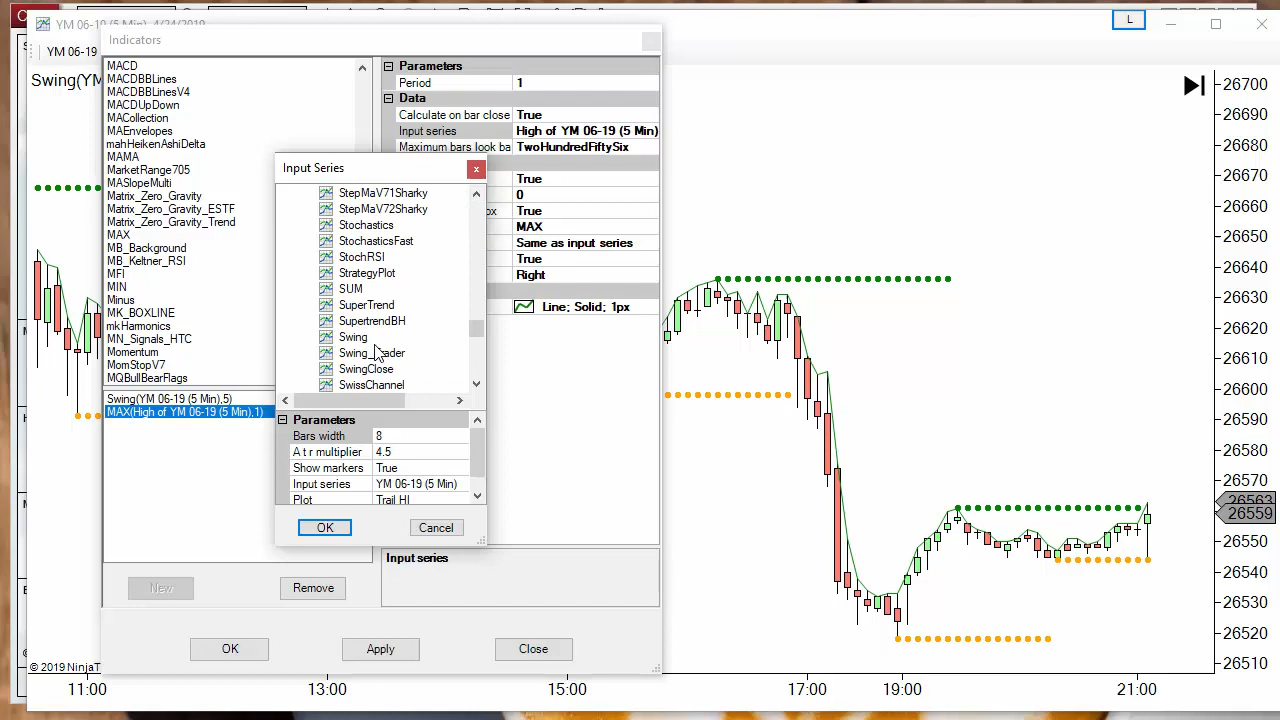 YM 06-19 (5 Min), 4/24/2019
L
YM 06-19
Swing(YM
Indicators
MACD
MACDBBLines
MACDBBLinesV4
MACDUpDown
MACollection
MAEnvelopes
mahHeikenAshiDelta
MAMA
MarketRange705
MASlopeMulti
Matrix_Zero_Gravity
Matrix_Zero_Gravity_ESTF
Matrix_Zero_Gravity_Trend
MAX
MB_Background
MB_Keltner_RSI
MFI
MIN
Minus
MK_BOXLINE
mkHarmonics
MN_Signals_HTC
Momentum
MomStopV7
MQBullBearFlags
Swing(YM 06-19 (5 Min),5)
MAX(High of YM 06-19 (5 Min),1)
New
Remove
OK
Apply
Close
Parameters
Period 1
Data
Calculate on bar close True
Input series High of YM 06-19 (5 Min)
Maximum bars look ba TwoHundredFiftySix
True
0
ox True
MAX
Same as input series
True
Right
Line; Solid; 1px
Input series
Input Series
x
StepMaV71Sharky
StepMaV72Sharky
Stochastics
StochasticsFast
StochRSI
StrategyPlot
SUM
SuperTrend
SupertrendBH
Swing
SwingClose
SwissChannel
Parameters
Bars width 8
A t r multiplier 4.5
Show markers True
Input series YM 06-19 (5 Min)
Plot Trail HI
OK
Cancel
26700
26690
26680
26670
26660
26650
26640
26630
26620
26610
26600
26590
26580
26570
26563
26559
26550
26540
26530
26520
26510
© 2019 NinjaT
11:00
13:00
15:00
17:00
19:00
21:00